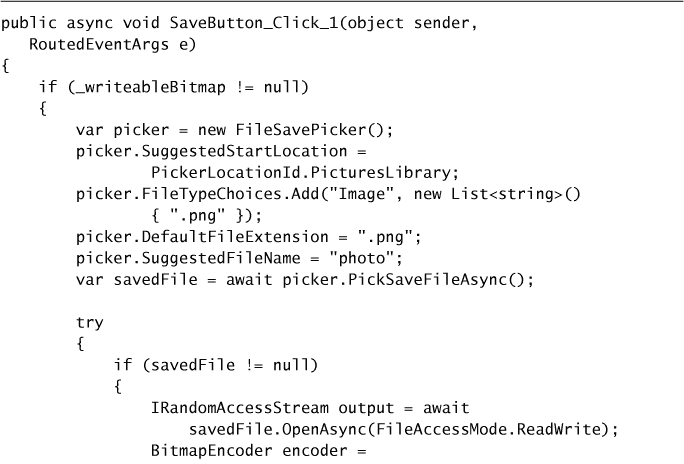 public async void SaveButton_Click_1(object sender,
RoutedEventArgs e)
{
if (_writeableBitmap != null)
{
var picker = new FileSavePicker();
picker.SuggestedStartLocation =
PickerLocationId.PicturesLibrary;
picker.FileTypeChoices.Add("Image", new List<string>()
{ ".png" });
picker.DefaultFileExtension = ".png";
picker.SuggestedFileName = "photo";
var savedFile = await picker.PickSaveFileAsync();
try
{
if (savedFile != null)
{
IRandomAccessStream output = await
savedFile.OpenAsync(FileAccessMode.ReadWrite);
BitmapEncoder encoder =